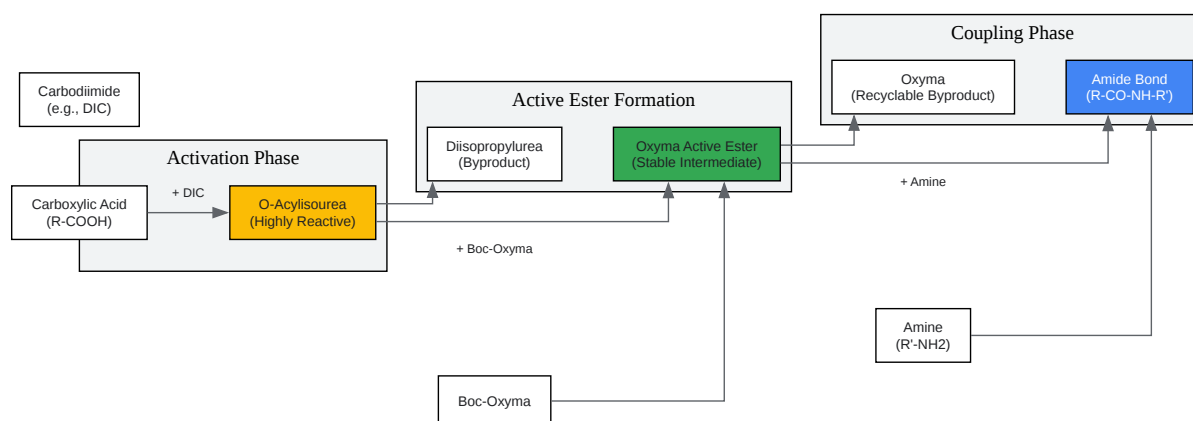 Coupling Phase
Oxyma
(Recyclable Byproduct)
Amide Bond
(R-CO-NH-R')
Carbodiimide
(e.g., DIC)
Active Ester Formation
Diisopropylurea
(Byproduct)
Oxyma Active Ester
(Stable Intermediate)
Activation Phase
+ DIC
+ Amine
Carboxylic Acid
(R-COOH)
O-Acylisourea
(Highly Reactive)
+ Boc-Oxyma
Amine
(R'-NH2)
Boc-Oxyma